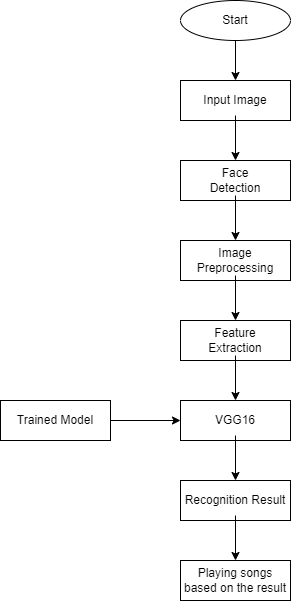 Start
Input Image
Face
Detection
Image
Preprocessing
Feature
Extraction
Trained Model
VGG16
Recognition Result
Playing songs
based on the result